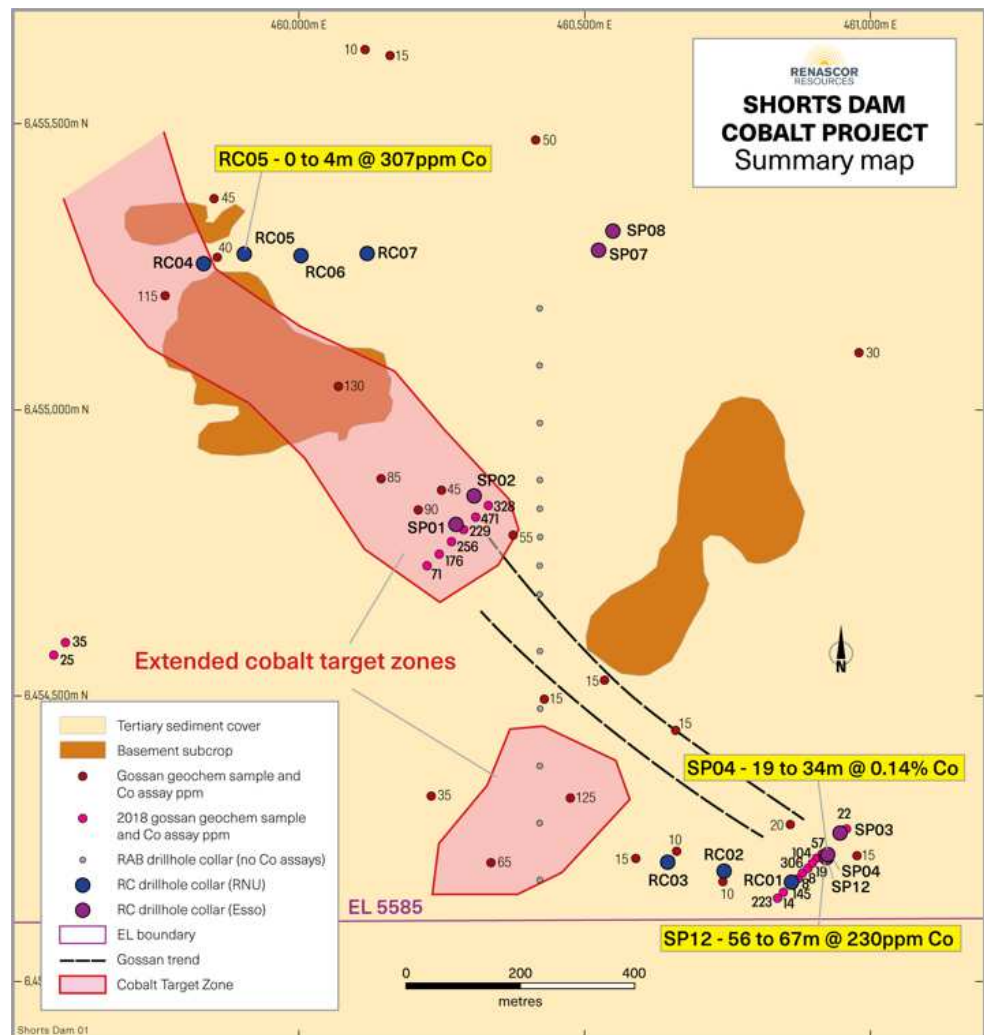 460,000m E
460,500m E
461,000m E
RENASCOR
RESOURCES
SHORTS DAM
COBALT PROJECT
Summary map
10
15
6,455,500m N
50
RC05 - 0 to 4m @ 307ppm Co
45
SP08
SP07
RC05
40
RC04
RC06
RC07
115
30
130
6,455,000m N
85
45
SP02
90
328
SP01
471
229
55
256
176
71
35
25
Extended cobalt target zones
N
15
6,454,500m N
15
15
SP04 - 19 to 34m @ 0.14% Co
35
125
22
20
SP03
57
10
104
15
15
65
306
19
SP04
RC03
RC02
8
SP12
RC01
8
10
145
223
14
EL 5585
SP12 - 56 to 67m @ 230ppm Co
Tertiary sediment cover
Basement subcrop
Gossan geochem sample and
Co assay ppm
2018 gossan geochem sample
and Co assay ppm
RAB drillhole collar (no Co assays)
RC drillhole collar (RNU)
RC drillhole collar (Esso)
EL boundary
Gossan trend
Cobalt Target Zone
0
200
400
metres
Shorts Dam 01